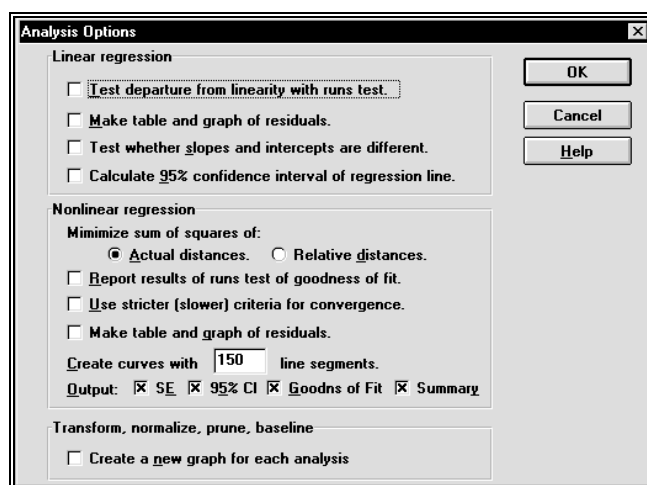 Analysis Options
Linear regression
Test departure from linearity with runs test.
Make table and graph of residuals.
Test whether slopes and intercepts are different.
Calculate 95% confidence interval of regression line.
OK
Cancel
Help
Nonlinear regression
Mimimize sum of squares of:
Actual distances. Relative distances.
Report results of runs test of goodness of fit.
Use stricter (slower) criteria for convergence.
Make table and graph of residuals.
Create curves with 150 line segments.
Output: SE 95% CI Goodns of Fit Summary
Transform, normalize, prune, baseline
Create a new graph for each analysis